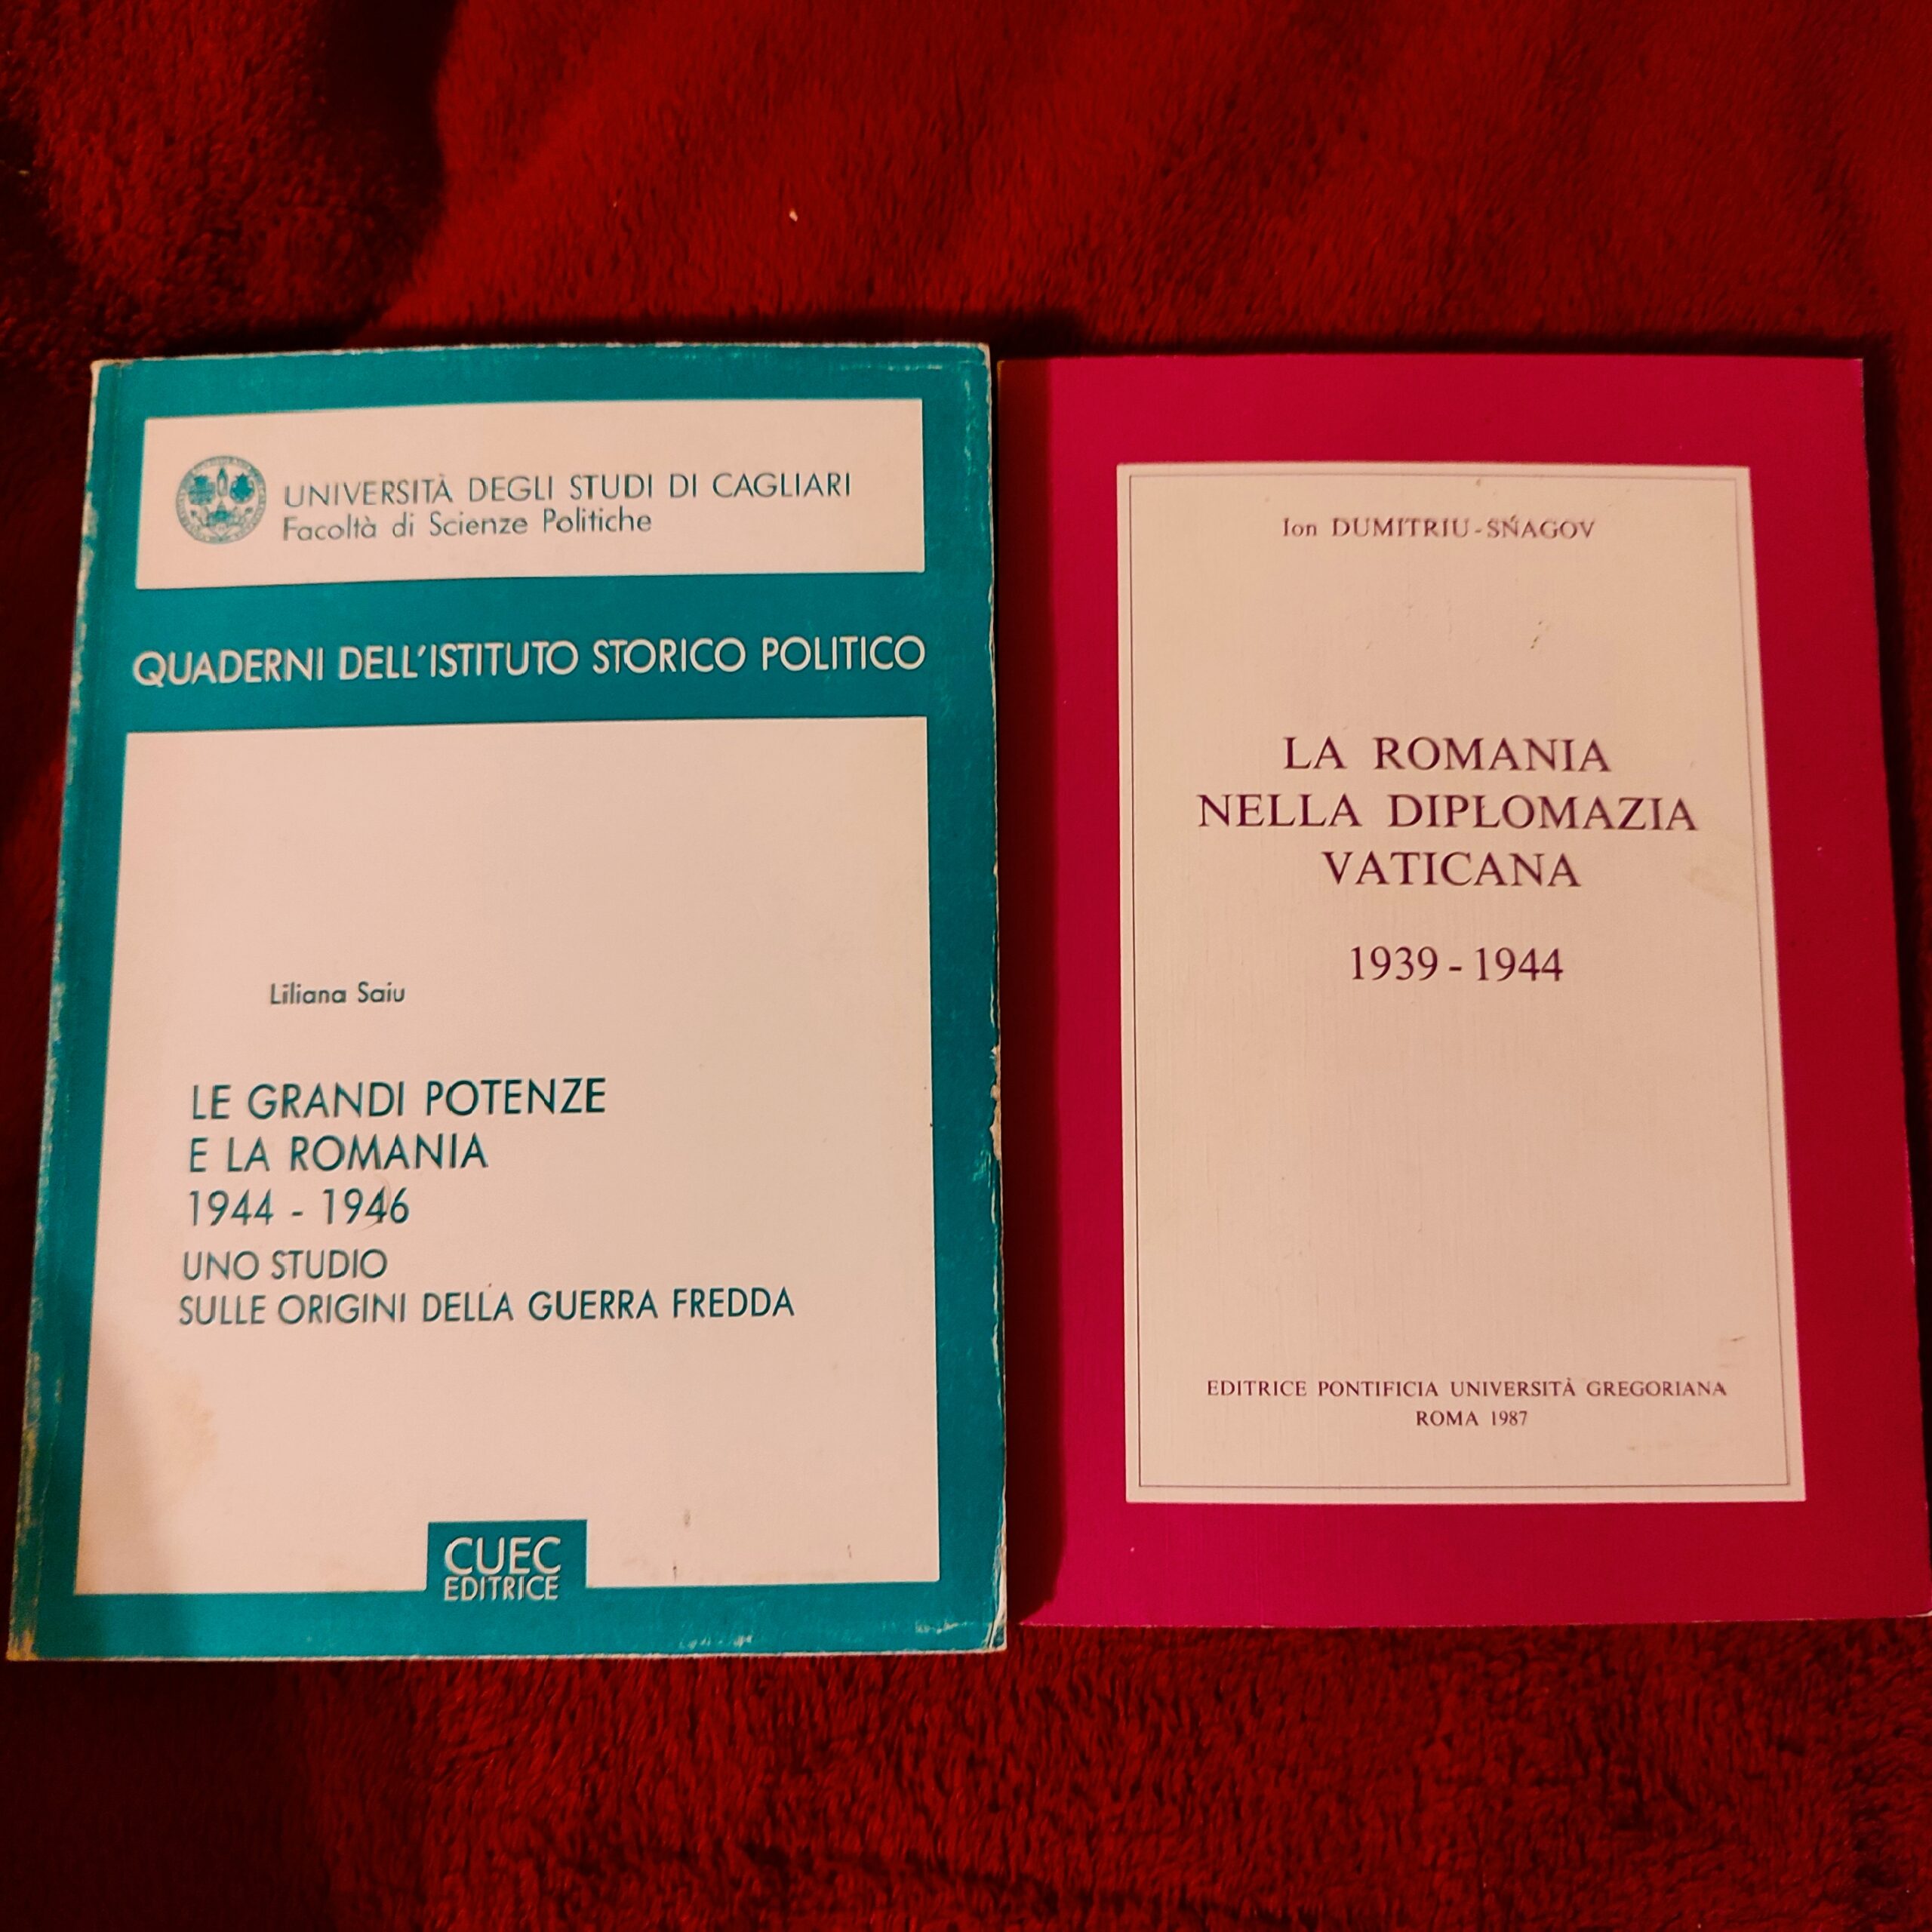 UNIVERSITÀ DEGLI STUDI DI CAGLIARI
Facoltà di Scienze Politiche
QUADERNI DELL'ISTITUTO STORICO POLITICO
Liliana Saiu
LE GRANDI POTENZE
E LA ROMANIA
1944 - 1946
UNO STUDIO
SULLE ORIGINI DELLA GUERRA FREDDA
CUEC
EDITRICE
Ion DUMITRIU-SNAGOV
LA ROMANIA
NELLA DIPLOMAZIA
VATICANA
1939 - 1944
EDITRICE PONTIFICIA UNIVERSITÀ GREGORIANA
ROMA 1987